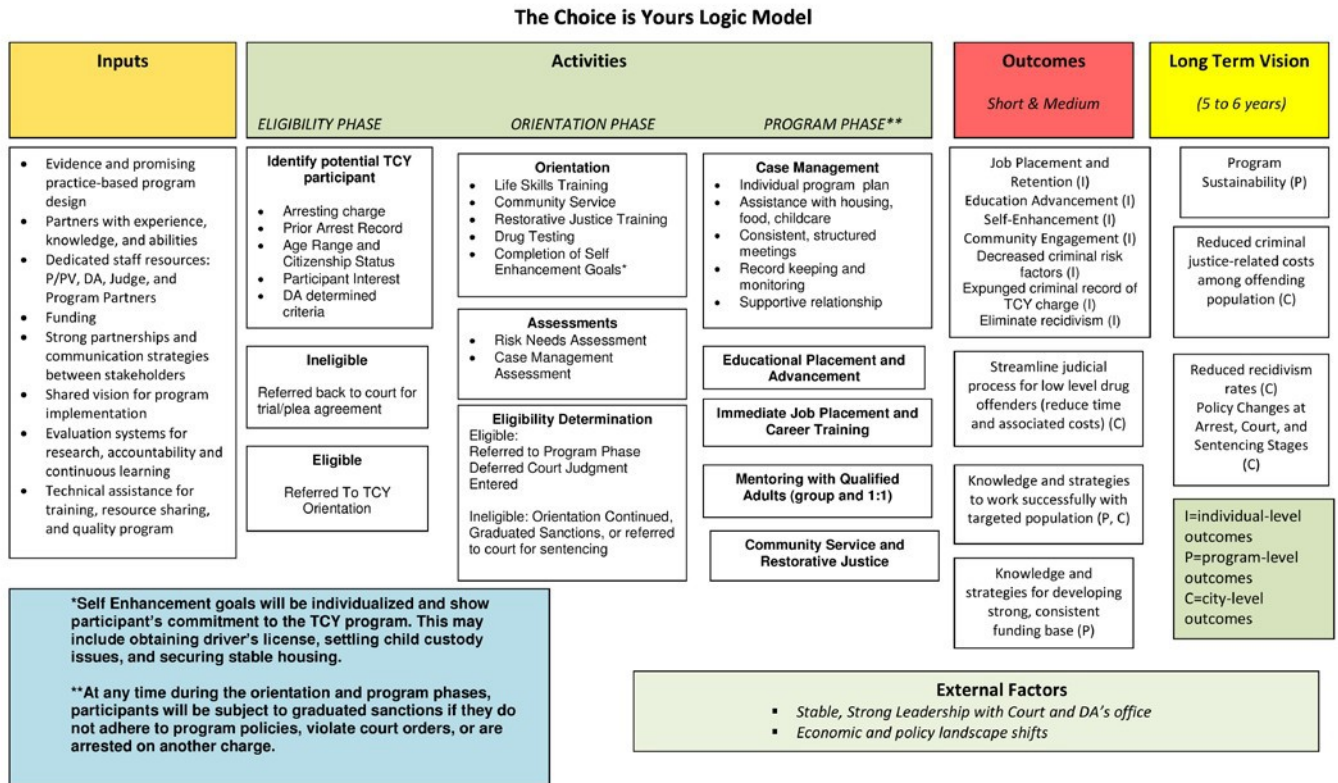 The Choice is Yours Logic Model
Inputs
Activities
ELIGIBILITY PHASE
ORIENTATION PHASE
PROGRAM PHASE**
Outcomes
Short & Medium
Long Term Vision
(5 to 6 years)
• Evidence and promising
practice-based program
design
• Partners with experience,
knowledge, and abilities
• Dedicated staff resources:
P/PV, DA, Judge, and
Program Partners
• Funding
• Strong partnerships and
communication strategies
between stakeholders
• Shared vision for program
implementation
• Evaluation systems for
research, accountability and
continuous learning
• Technical assistance for
training, resource sharing,
and quality program
Identify potential TCY
participant
• Arresting charge
• Prior Arrest Record
• Age Range and
Citizenship Status
• Participant Interest
• DA determined
criteria
Ineligible
Referred back to court for
trial/plea agreement
Eligible
Referred To TCY
Orientation
Orientation
• Life Skills Training
• Community Service
• Restorative Justice Training
• Drug Testing
• Completion of Self
Enhancement Goals*
Assessments
• Risk Needs Assessment
• Case Management
Assessment
Eligibility Determination
Eligible:
Referred to Program Phase
Deferred Court Judgment
Entered
Ineligible: Orientation Continued,
Graduated Sanctions, or referred
to court for sentencing
Case Management
• Individual program plan
• Assistance with housing,
food, childcare
• Consistent, structured
meetings
• Record keeping and
monitoring
• Supportive relationship
Educational Placement and
Advancement
Immediate Job Placement and
Career Training
Mentoring with Qualified
Adults (group and 1:1)
Community Service and
Restorative Justice
Job Placement and
Retention (I)
Education Advancement (I)
Self-Enhancement (I)
Community Engagement (I)
Decreased criminal risk
factors (I)
Expunged criminal record of
TCY charge (I)
Eliminate recidivism (I)
Streamline judicial
process for low level drug
offenders (reduce time
and associated costs) (C)
Knowledge and strategies
to work successfully with
targeted population (P, C)
Knowledge and
strategies for developing
strong, consistent
funding base (P)
Program
Sustainability (P)
Reduced criminal
justice-related costs
among offending
population (C)
Reduced recidivism
rates (C)
Policy Changes at
Arrest, Court, and
Sentencing Stages
(C)
I=individual-level
outcomes
P=program-level
outcomes
C=city-level
outcomes
*Self Enhancement goals will be individualized and show
participant's commitment to the TCY program. This may
include obtaining driver's license, settling child custody
issues, and securing stable housing.
**At any time during the orientation and program phases,
participants will be subject to graduated sanctions if they do
not adhere to program policies, violate court orders, or are
arrested on another charge.
External Factors
▪ Stable, Strong Leadership with Court and DA's office
▪ Economic and policy landscape shifts